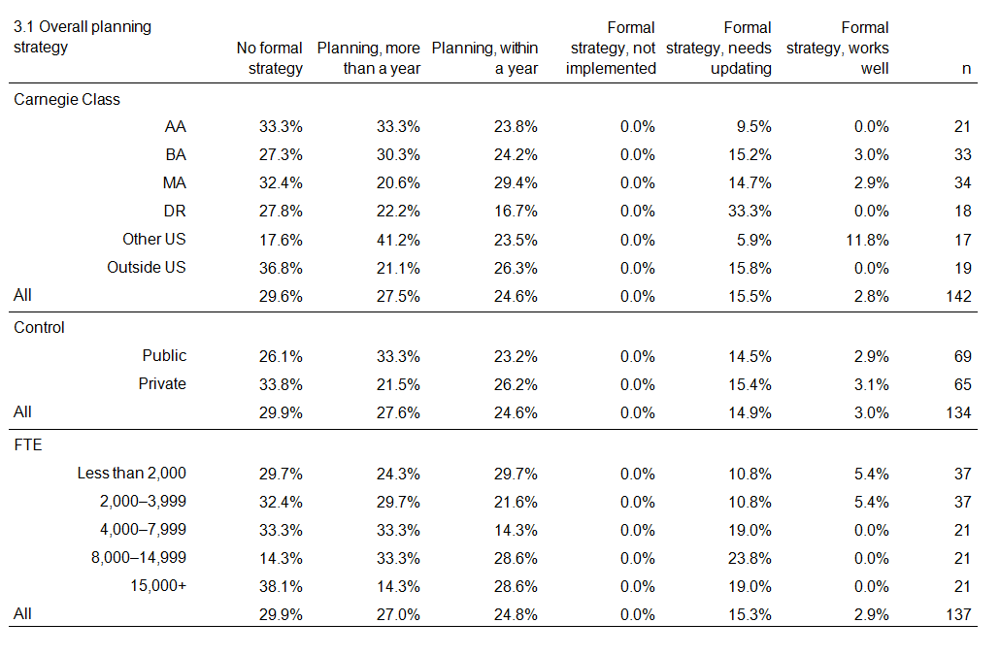 3.1 Overall planning strategy No formal strategy Planning, more than a year Planning, within a year Formal strategy, not implemented Formal strategy, needs updating Formal strategy, works well n
Carnegie Class
AA 33.3% 33.3% 23.8% 0.0% 9.5% 0.0% 21
BA 27.3% 30.3% 24.2% 0.0% 15.2% 3.0% 33
MA 32.4% 20.6% 29.4% 0.0% 14.7% 2.9% 34
DR 27.8% 22.2% 16.7% 0.0% 33.3% 0.0% 18
Other US 17.6% 41.2% 23.5% 0.0% 5.9% 11.8% 17
Outside US 36.8% 21.1% 26.3% 0.0% 15.8% 0.0% 19
All 29.6% 27.5% 24.6% 0.0% 15.5% 2.8% 142
Control
Public 26.1% 33.3% 23.2% 0.0% 14.5% 2.9% 69
Private 33.8% 21.5% 26.2% 0.0% 15.4% 3.1% 65
All 29.9% 27.6% 24.6% 0.0% 14.9% 3.0% 134
FTE
Less than 2,000 29.7% 24.3% 29.7% 0.0% 10.8% 5.4% 37
2,000–3,999 32.4% 29.7% 21.6% 0.0% 10.8% 5.4% 37
4,000–7,999 33.3% 33.3% 14.3% 0.0% 19.0% 0.0% 21
8,000–14,999 14.3% 33.3% 28.6% 0.0% 23.8% 0.0% 21
15,000+ 38.1% 14.3% 28.6% 0.0% 19.0% 0.0% 21
All 29.9% 27.0% 24.8% 0.0% 15.3% 2.9% 137